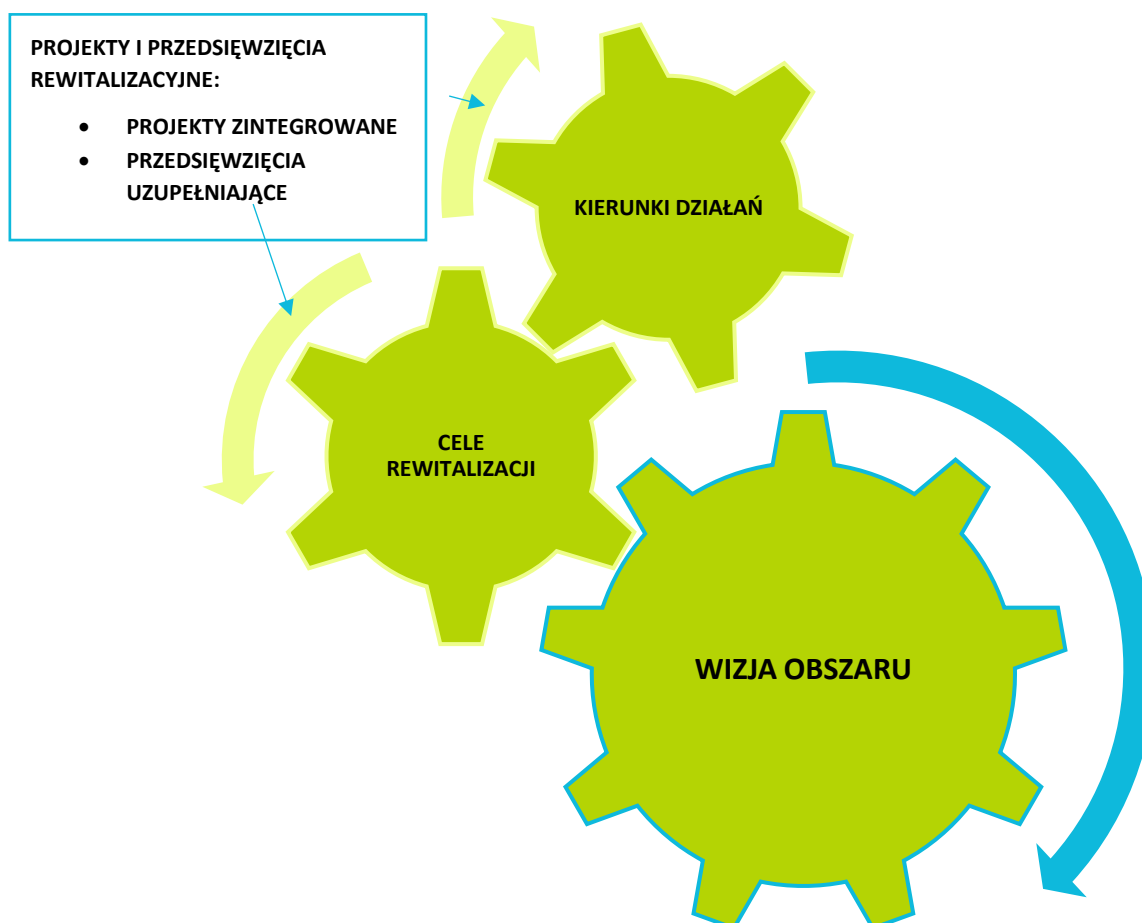 PROJEKTY I PRZEDSIĘWZIĘCIA
REWITALIZACYJNE:
• PROJEKTY ZINTEGROWANE
• PRZEDSIĘWZIĘCIA
UZUPEŁNIAJĄCE
KIERUNKI DZIAŁAŃ
CELE
REWITALIZACJI
WIZJA OBSZARU